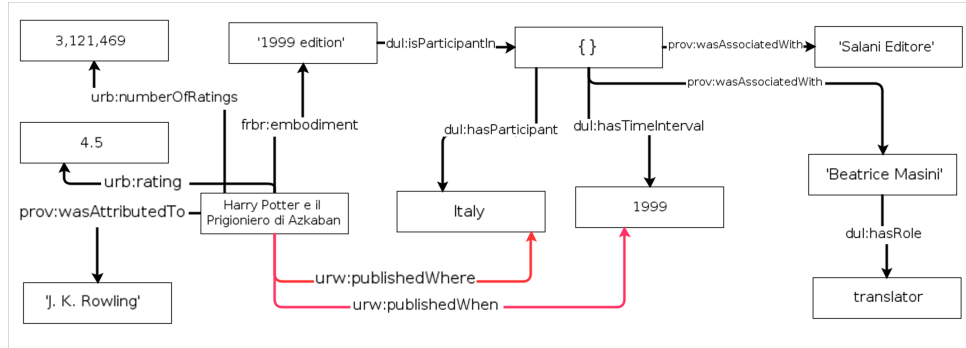 3,121,469
'1999 edition'
dul:isParticipantIn
{}
prov:wasAssociatedWith
'Salani Editore'
prov:wasAssociatedWith
urb:numberOfRatings
frbr:embodiment
dul:hasParticipant
dul:hasTimeInterval
4.5
urb:rating
'Beatrice Masini'
prov:wasAttributedTo
Harry Potter e il
Prigioniero di Azkaban
Italy
1999
dul:hasRole
urw:publishedWhere
urw:publishedWhen
'J. K. Rowling'
translator